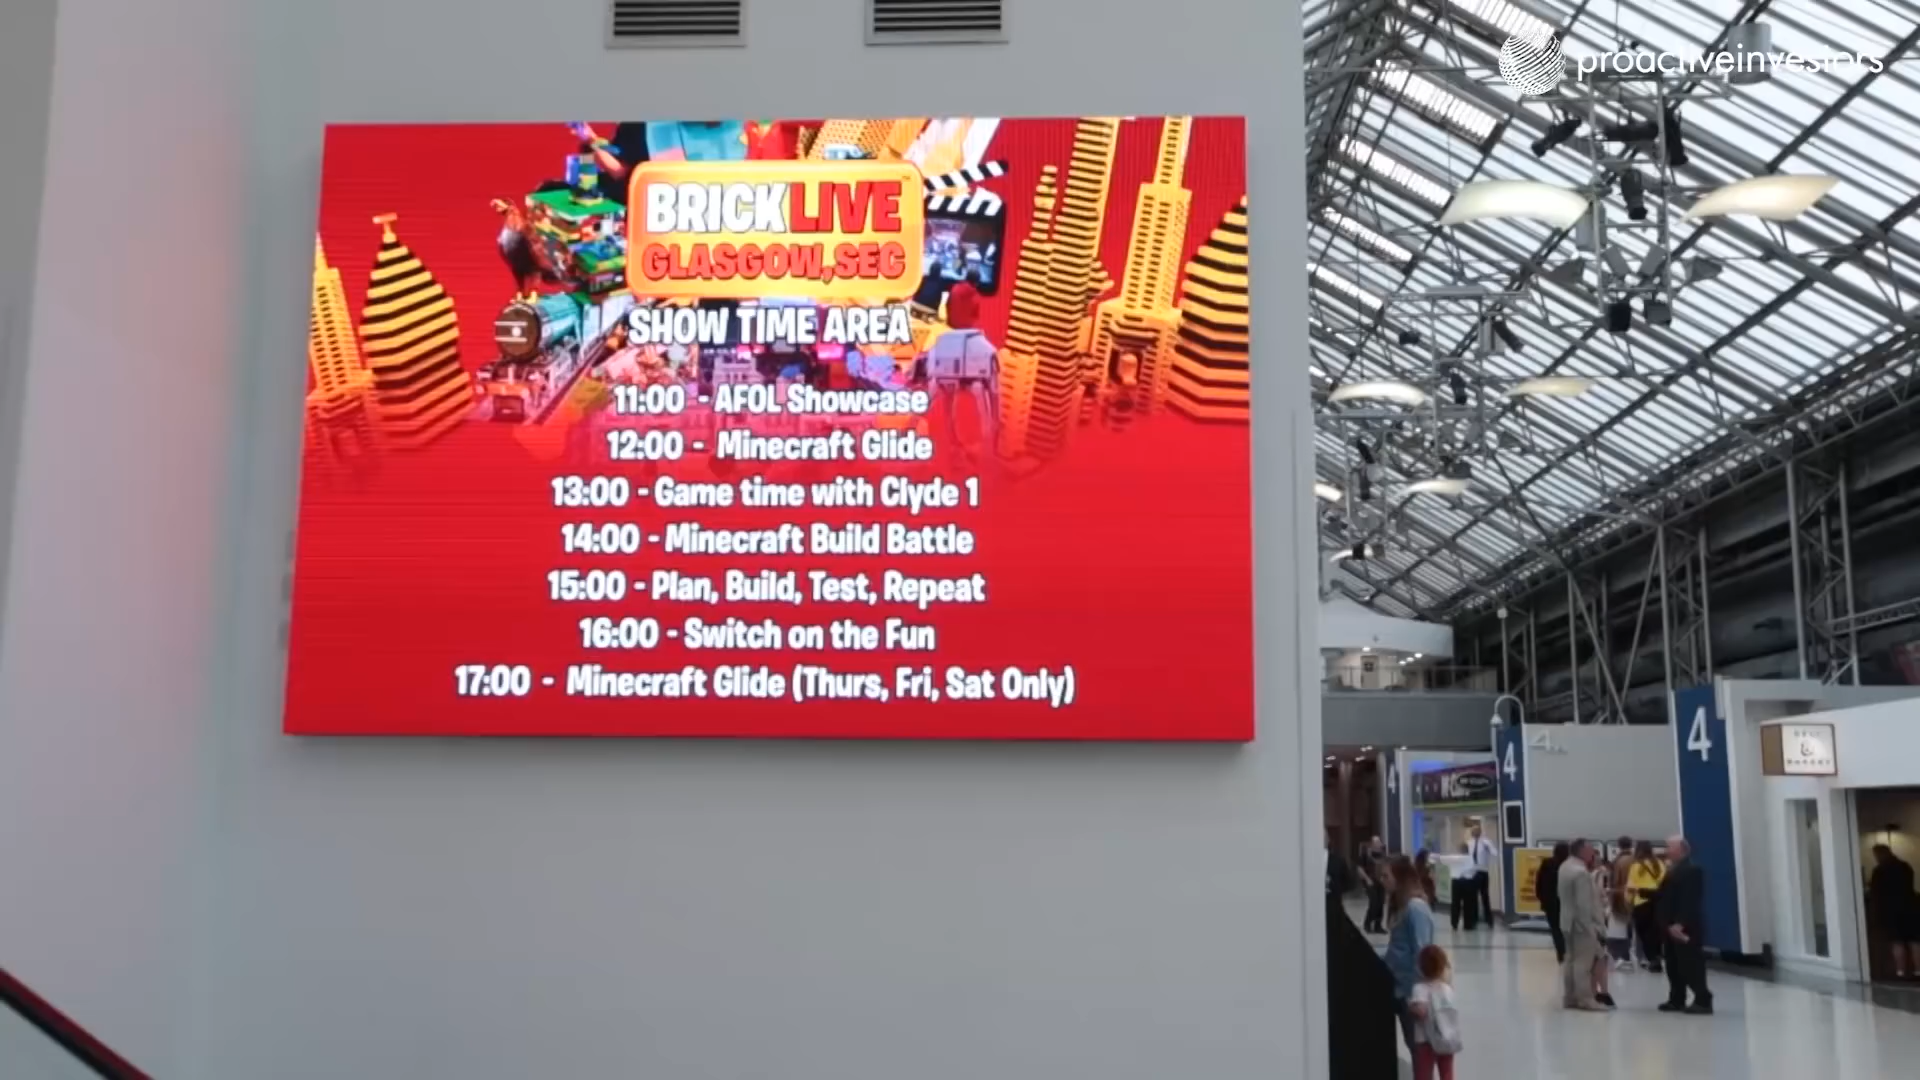 proactiveinvestors
BRICKLIVE™
GLASGOW, SEC
SHOW TIME AREA
11:00 - AFOL Showcase
12:00 - Minecraft Glide
13:00 - Game time with Clyde 1
14:00 - Minecraft Build Battle
15:00 - Plan, Build, Test, Repeat
16:00 - Switch on the Fun
17:00 - Minecraft Glide (Thurs, Fri, Sat Only)
4
4
4
4